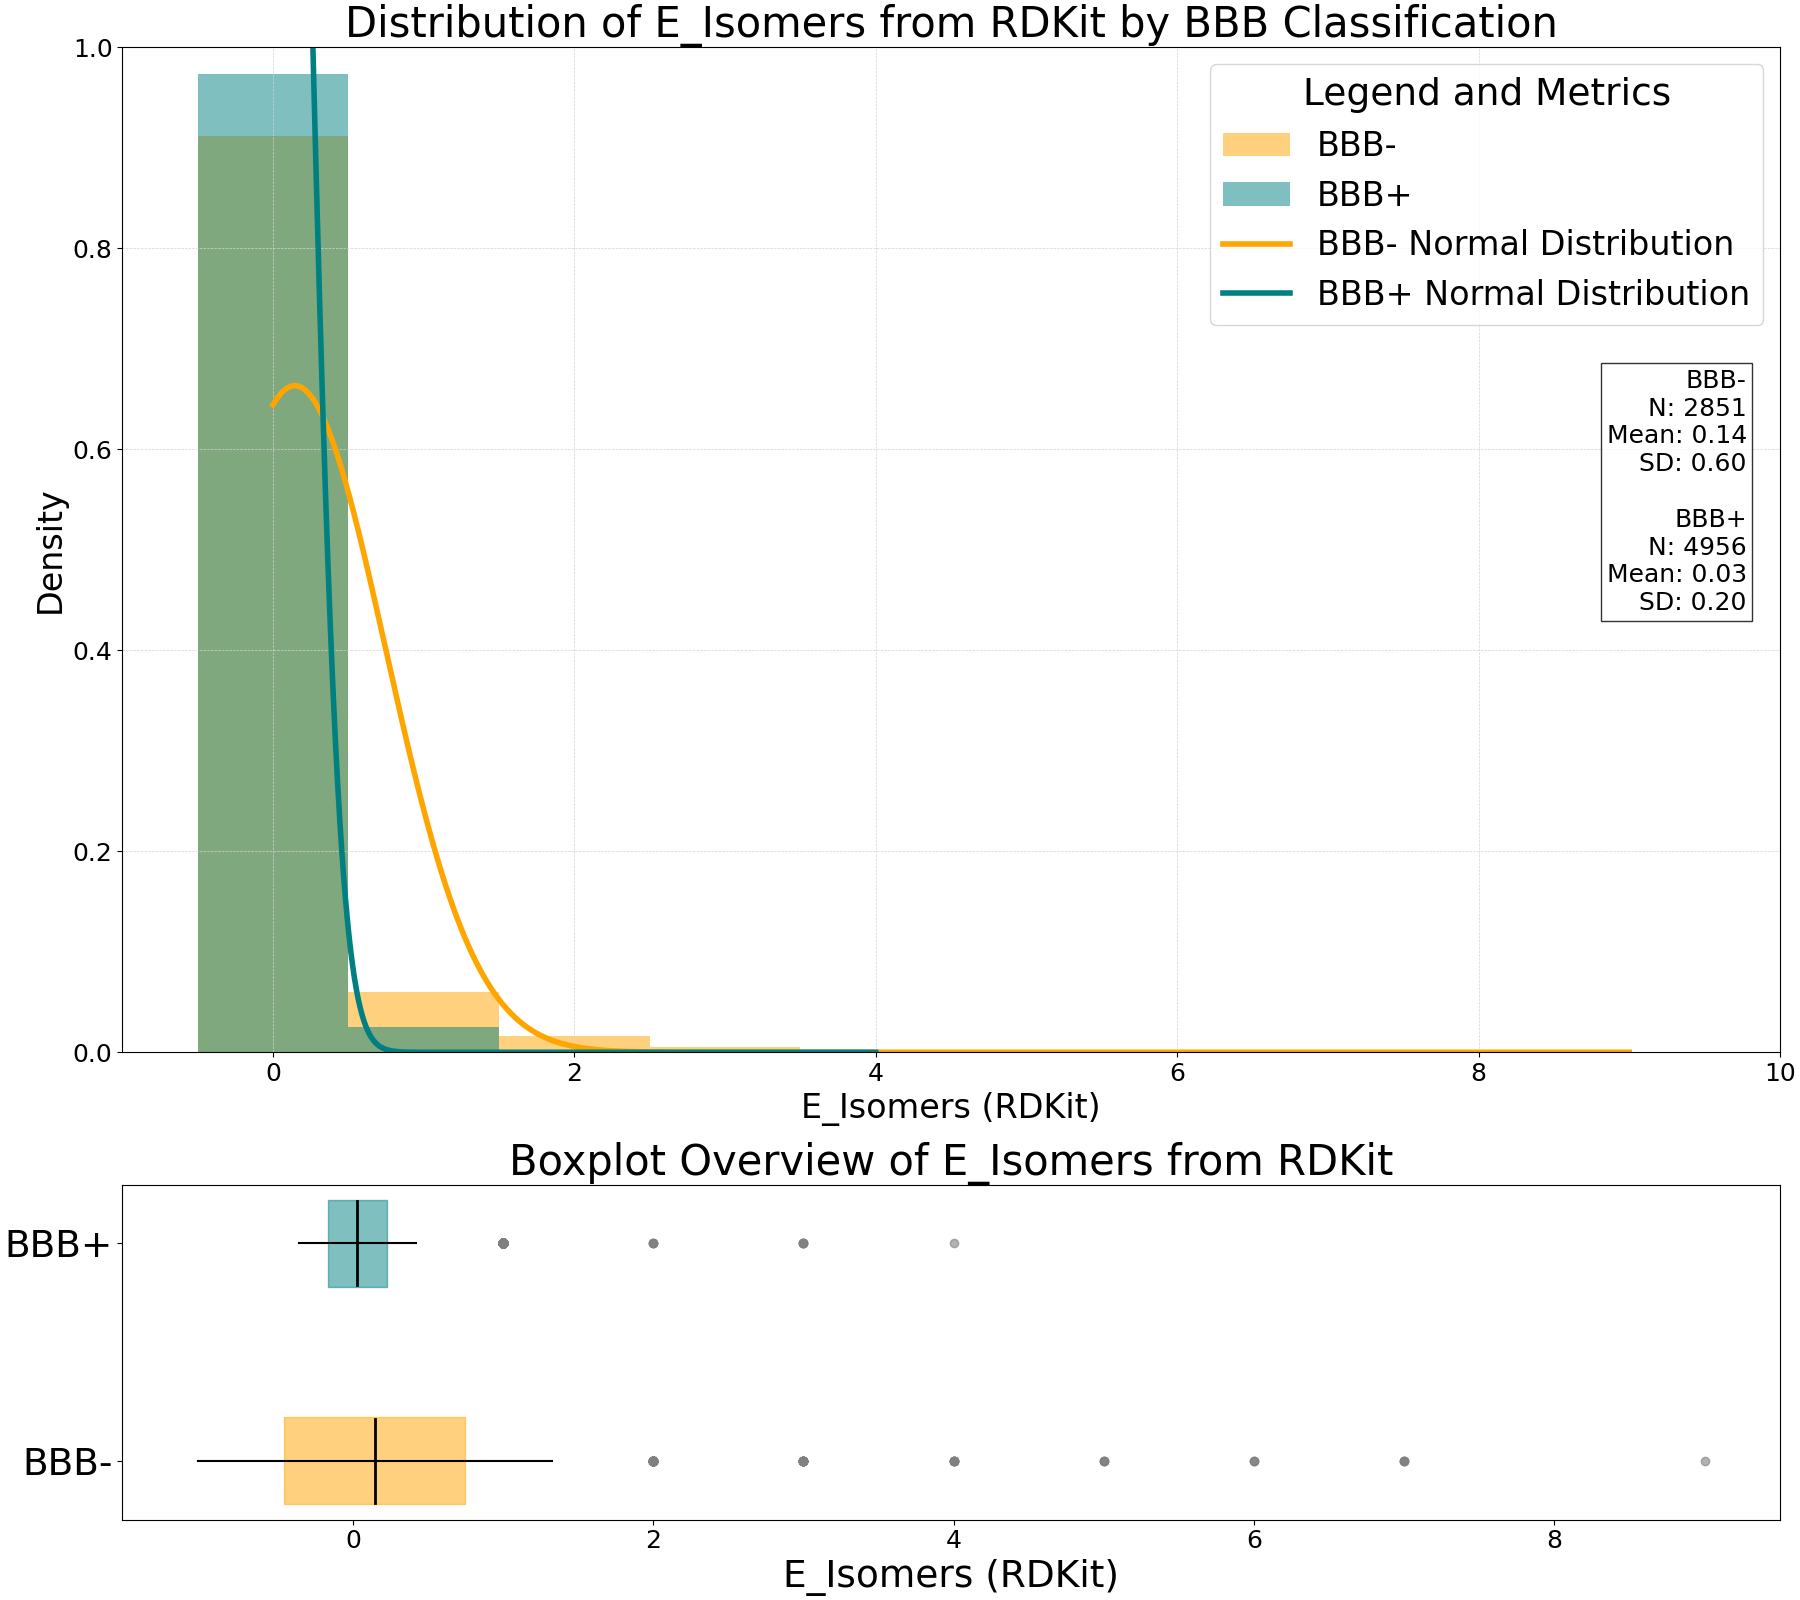 Distribution of E_Isomers from RDKit by BBB Classification
1.0
0.8
0.6
0.4
0.2
0.0
Density
Legend and Metrics
BBB-
BBB+
BBB- Normal Distribution
BBB+ Normal Distribution
BBB-
N: 2851
Mean: 0.14
SD: 0.60
BBB+
N: 4956
Mean: 0.03
SD: 0.20
0 2 4 6 8 10
E_Isomers (RDKit)
Boxplot Overview of E_Isomers from RDKit
BBB+
BBB-
0 2 4 6 8
E_Isomers (RDKit)